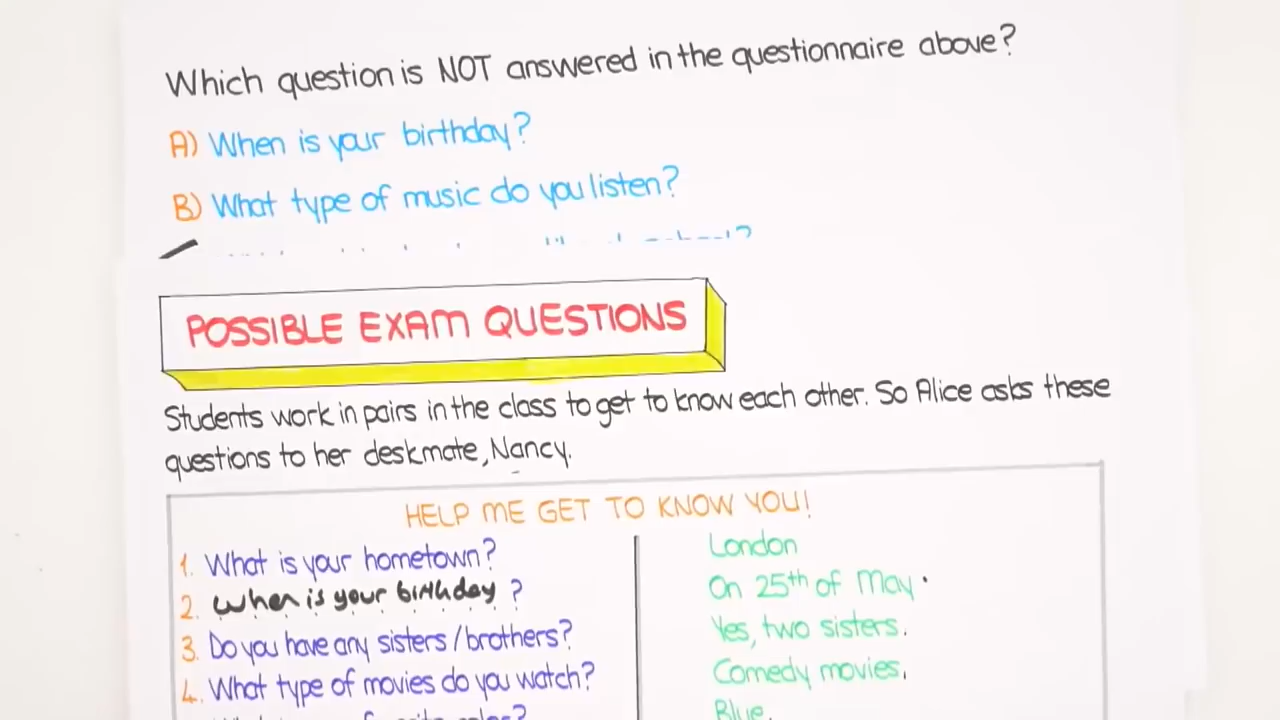 Which question is NOT answered in the questionnaire above?
A) When is your birthday?
B) What type of music do you listen?
POSSIBLE EXAM QUESTIONS
Students work in pairs in the class to get to know each other. So Alice asks these
questions to her deskmate, Nancy.
HELP ME GET TO KNOW YOU!
1. What is your hometown?
London
2. When is your birthday ?
On 25th of May.
3. Do you have any sisters/brothers?
Yes, two sisters.
4. What type of movies do you watch?
Comedy movies.
Blue.